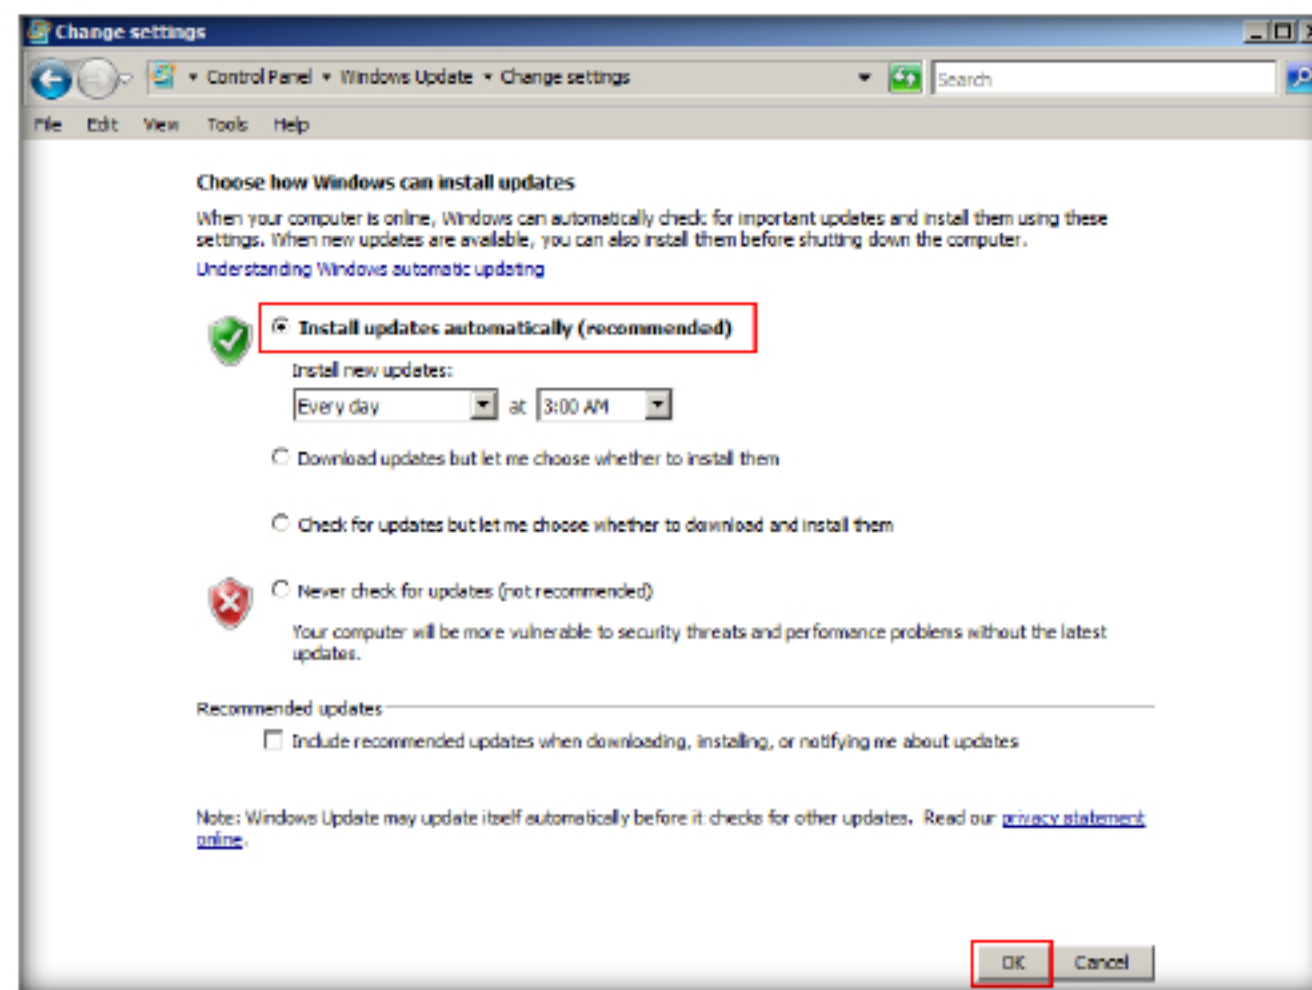 Change settings
Control Panel Windows Update Change settings
Search
File Edit View Tools Help
Choose how Windows can install updates
When your computer is online, Windows can automatically check for important updates and install them using these
settings. When new updates are available, you can also install them before shutting down the computer.
Understanding Windows automatic updating
Install updates automatically (recommended)
Install new updates:
Every day at 3:00 AM
Download updates but let me choose whether to install them
Check for updates but let me choose whether to download and install them
Never check for updates (not recommended)
Your computer will be more vulnerable to security threats and performance problems without the latest
updates.
Recommended updates
Include recommended updates when downloading, installing, or notifying me about updates
Note: Windows Update may update itself automatically before it checks for other updates. Read our privacy statement
online.
OK Cancel